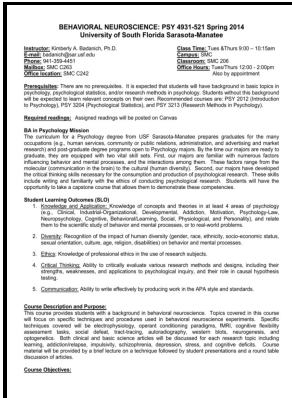 BEHAVIORAL NEUROSCIENCE: PSY 4931-521 Spring 2014
University of South Florida Sarasota-Manatee
Instructor: Kimberly A. Badanich, Ph.D.
E-mail: badanich@sar.usf.edu
Phone: 941-359-4451
Mailbox: SMC C263
Office location: SMC C242
Class Time: Tues &Thurs 9:00 – 10:15am
Campus: SMC
Classroom: SMC 206
Office Hours: Tues/Thurs 12:00 - 2:00pm
Also by appointment
Prerequisites: There are no prerequisites. It is expected that students will have background in basic topics in
psychology, psychological statistics, and/or research methods in psychology. Students without this background
will be expected to learn relevant concepts on their own. Recommended courses are: PSY 2012 (Introduction
to Psychology), PSY 3204 (Psychological Statistics), and PSY 3213 (Research Methods in Psychology).
Required readings: Assigned readings will be posted on Canvas
BA in Psychology Mission
The curriculum for a Psychology degree from USF Sarasota-Manatee prepares graduates for the many
occupations (e.g., human services, community or public relations, administration, and advertising and market
research) and post-graduate degree programs open to Psychology majors. By the time our majors are ready to
graduate, they are equipped with two vital skill sets. First, our majors are familiar with numerous factors
influencing behavior and mental processes, and the interactions among them. These factors range from the
molecular (communication in the brain) to the cultural (human diversity). Second, our majors have developed
the critical thinking skills necessary for the consumption and production of psychological research. These skills
include writing and familiarity with the ethics of conducting psychological research. Students will have the
opportunity to take a capstone course that allows them to demonstrate these competencies.
Student Learning Outcomes (SLO)
1. Knowledge and Application: Knowledge of concepts and theories in at least 4 areas of psychology
(e.g., Clinical, Industrial-Organizational, Developmental, Addiction, Motivation, Psychology-Law,
Neuropsychology, Cognitive, Behavioral/Learning, Social, Physiological, and Personality), and relate
them to the scientific study of behavior and mental processes, or to real-world problems.
2. Diversity: Recognition of the impact of human diversity (gender, race, ethnicity, socio-economic status,
sexual orientation, culture, age, religion, disabilities) on behavior and mental processes.
3. Ethics: Knowledge of professional ethics in the use of research subjects.
4. Critical Thinking: Ability to critically evaluate various research methods and designs, including their
strengths, weaknesses, and applications to psychological inquiry, and their role in causal hypothesis
testing.
5. Communication: Ability to write effectively by producing work in the APA style and standards.
Course Description and Purpose:
This course provides students with a background in behavioral neuroscience. Topics covered in this course
will focus on specific techniques and procedures used in behavioral neuroscience experiments. Specific
techniques covered will be electrophysiology, operant conditioning paradigms, fMRI, cognitive flexibility
assessment tasks, social defeat, tract-tracing, autoradiography, western blots, neurogenesis, and
optogenetics. Both clinical and basic science articles will be discussed for each research topic including
learning, addiction/relapse, impulsivity, schizophrenia, depression, stress, and cognitive deficits. Course
material will be provided by a brief lecture on a technique followed by student presentations and a round table
discussion of articles.
Course Objectives: